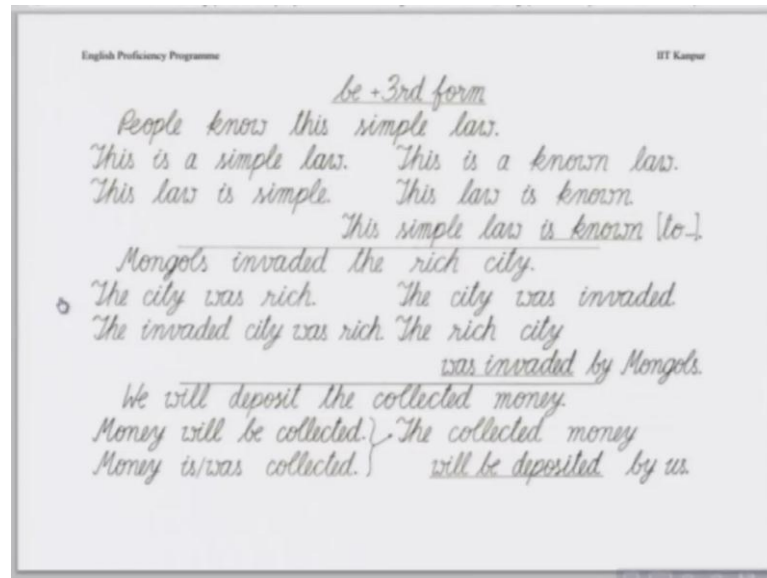 English Proficiency Programme IIT Kanpur
be + 3rd form
People know this simple law.
This is a simple law. This is a known law.
This law is simple. This law is known.
This simple law is known [to-].
Mongols invaded the rich city.
The city was rich. The city was invaded
The invaded city was rich. The rich city
was invaded by Mongols.
We will deposit the collected money.
Money will be collected. The collected money
Money is/was collected. will be deposited by us.